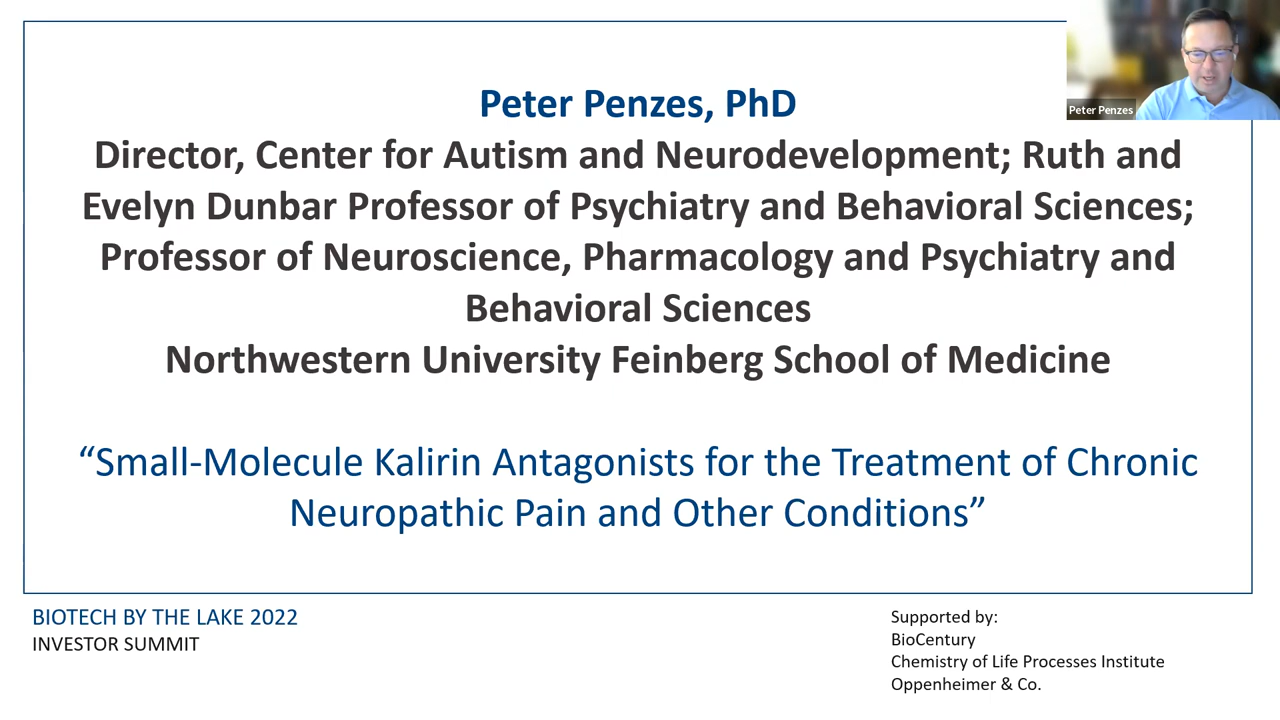 Peter Penzes, PhD
Director, Center for Autism and Neurodevelopment; Ruth and
Evelyn Dunbar Professor of Psychiatry and Behavioral Sciences;
Professor of Neuroscience, Pharmacology and Psychiatry and
Behavioral Sciences
Northwestern University Feinberg School of Medicine
“Small-Molecule Kalirin Antagonists for the Treatment of Chronic
Neuropathic Pain and Other Conditions”
Peter Penzes
BIOTECH BY THE LAKE 2022
INVESTOR SUMMIT
Supported by:
BioCentury
Chemistry of Life Processes Institute
Oppenheimer & Co.